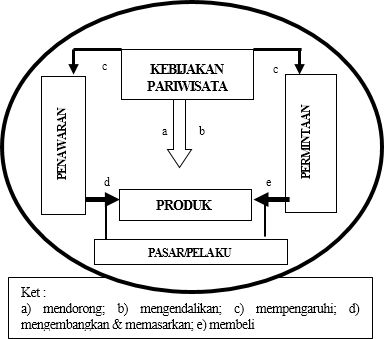 KEBIJAKAN
PARIWISATA
c
c
PENAWARAN
PERMINTAAN
a
b
d
e
PRODUK
PASAR/PELAKU
Ket :
a) mendorong; b) mengendalikan; c) mempengaruhi; d)
mengembangkan & memasarkan; e) membeli